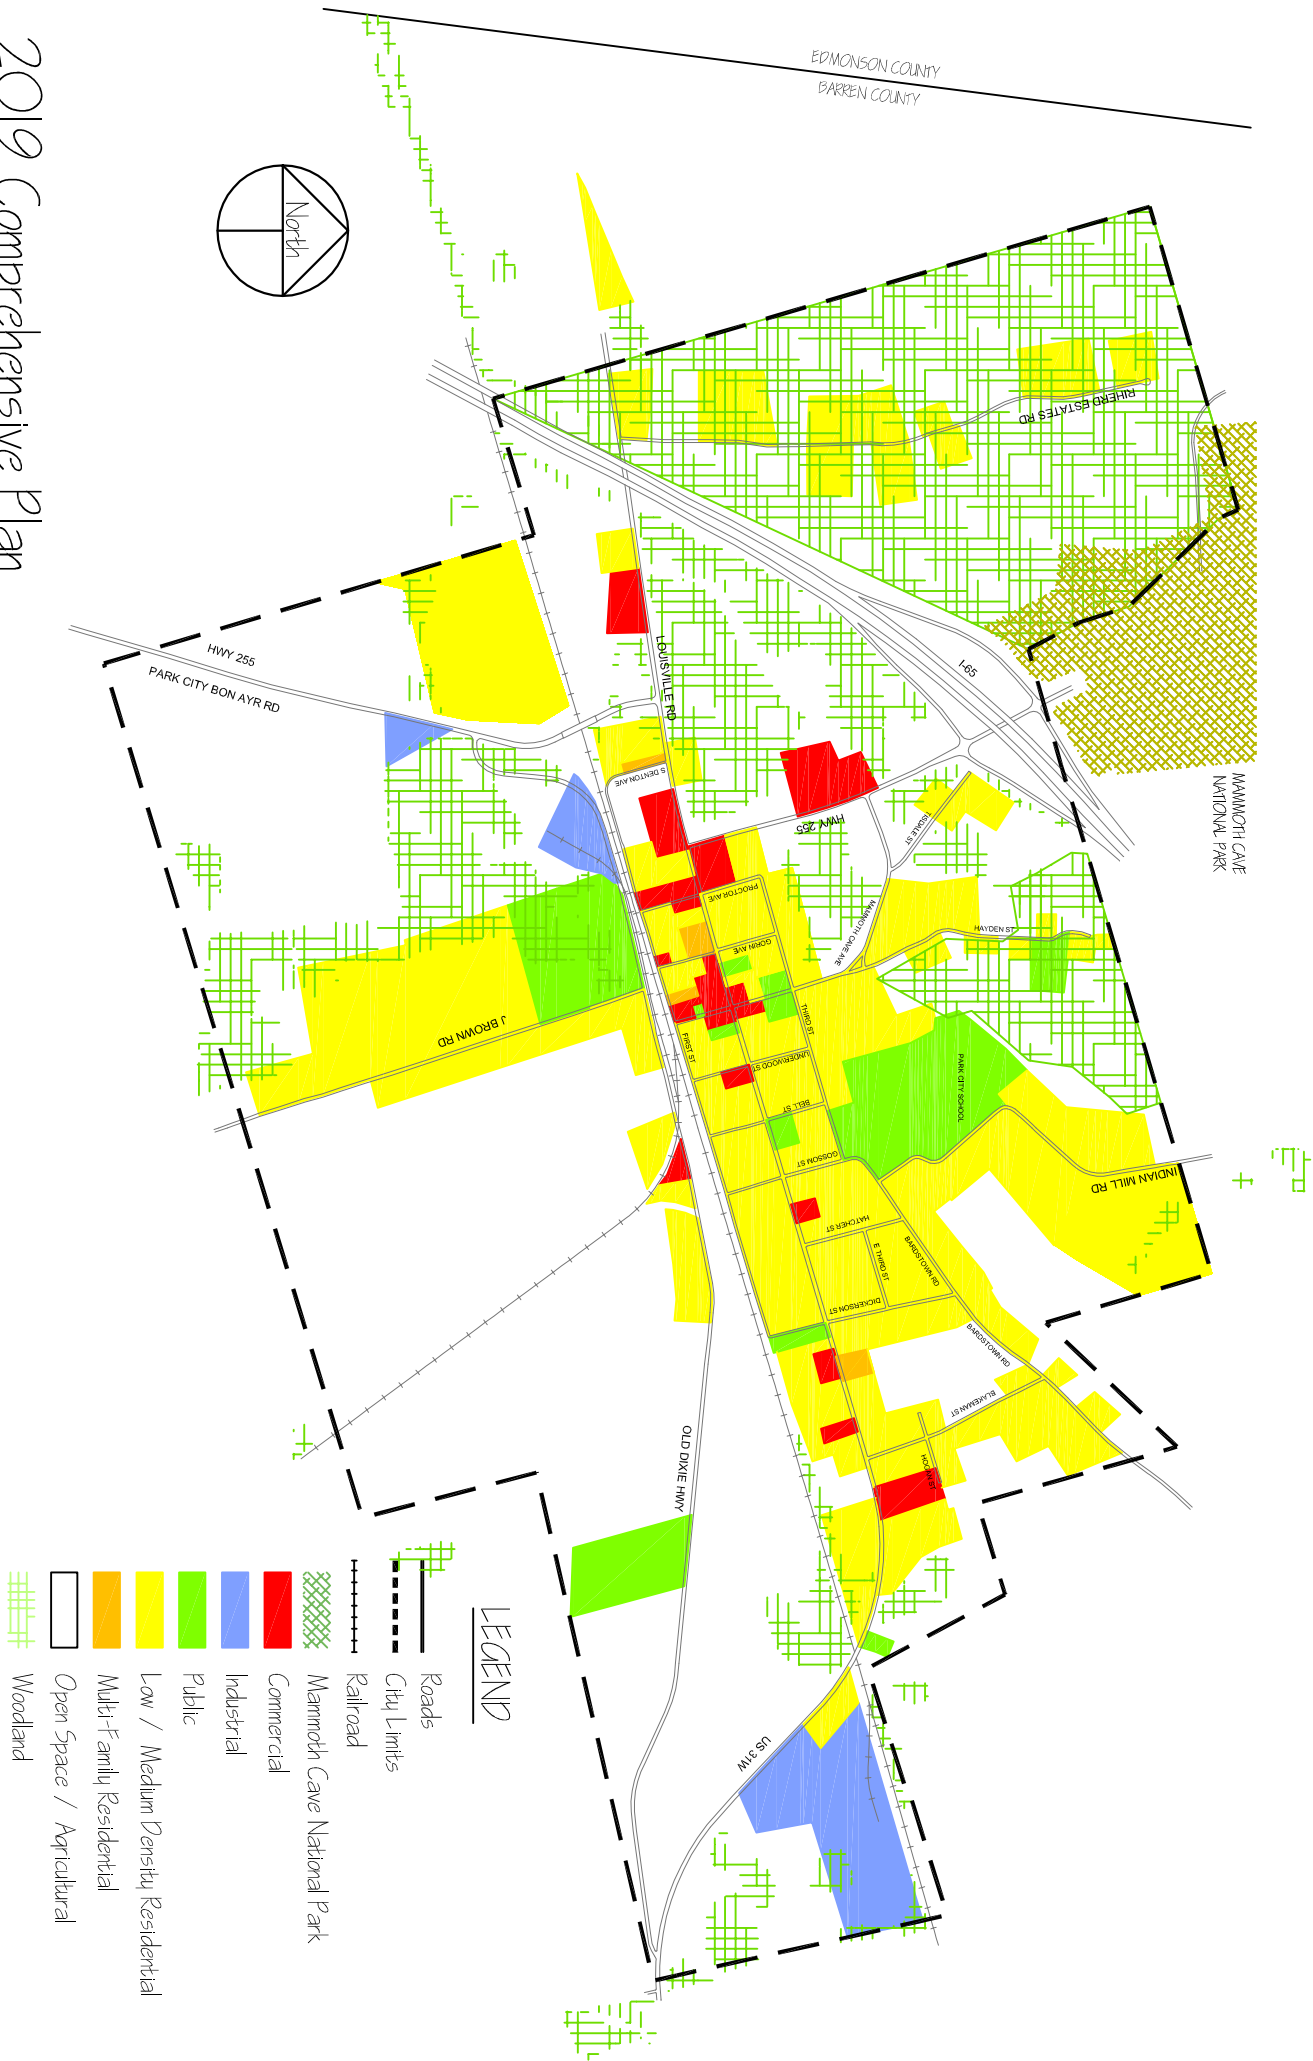 2019 Comprehensive Plan
North
EDMONSON COUNTY
BARREN COUNTY
MAMMOTH CAVE
NATIONAL PARK
RIHERD ESTATES RD
I-65
LOUISVILLE RD
HWY 255
PARK CITY BON AYR RD
S DENTON AVE
HWY 255
TISDALE ST
MAMMOTH CAVE AVE
HAYDEN ST
PROCTOR AVE
GORIN AVE
THIRD ST
FIRST ST
J BROWN RD
UNDERWOOD ST
BELL ST
GOSSOM ST
PARK CITY SCHOOL
INDIAN MILL RD
HATCHER ST
E THIRD ST
BARDSTOWN RD
DICKERSON ST
BARDSTOWN RD
BLAKEMAN ST
HOGAN ST
OLD DIXIE HWY
US 31W
LEGEND
Roads
City Limits
Railroad
Mammoth Cave National Park
Commercial
Industrial
Public
Low / Medium Density Residential
Multi-Family Residential
Open Space / Agricultural
Woodland